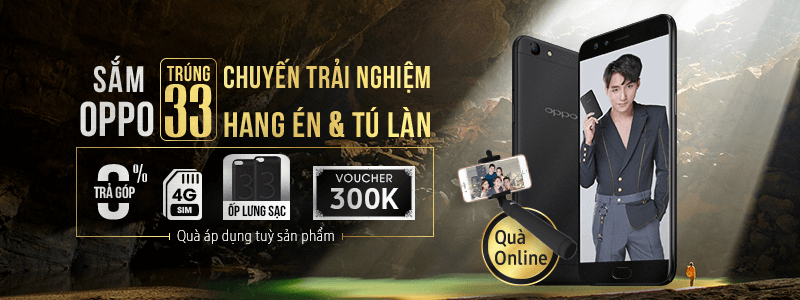 SẮM
OPPO
TRÚNG
33
CHUYẾN TRẢI NGHIỆM
HANG ÉN & TÚ LÀN
0%
TRẢ GÓP
4G
SIM
33
ỐP LƯNG SẠC
VOUCHER
300K
Quà áp dụng tuỳ sản phẩm
Quà
Online
oppo